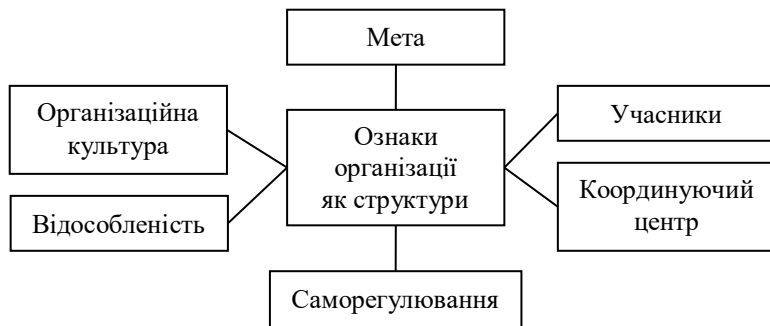 Мета
Організаційна
культура
Відособленість
Ознаки
організації
як структури
Учасники
Координуючий
центр
Саморегулювання